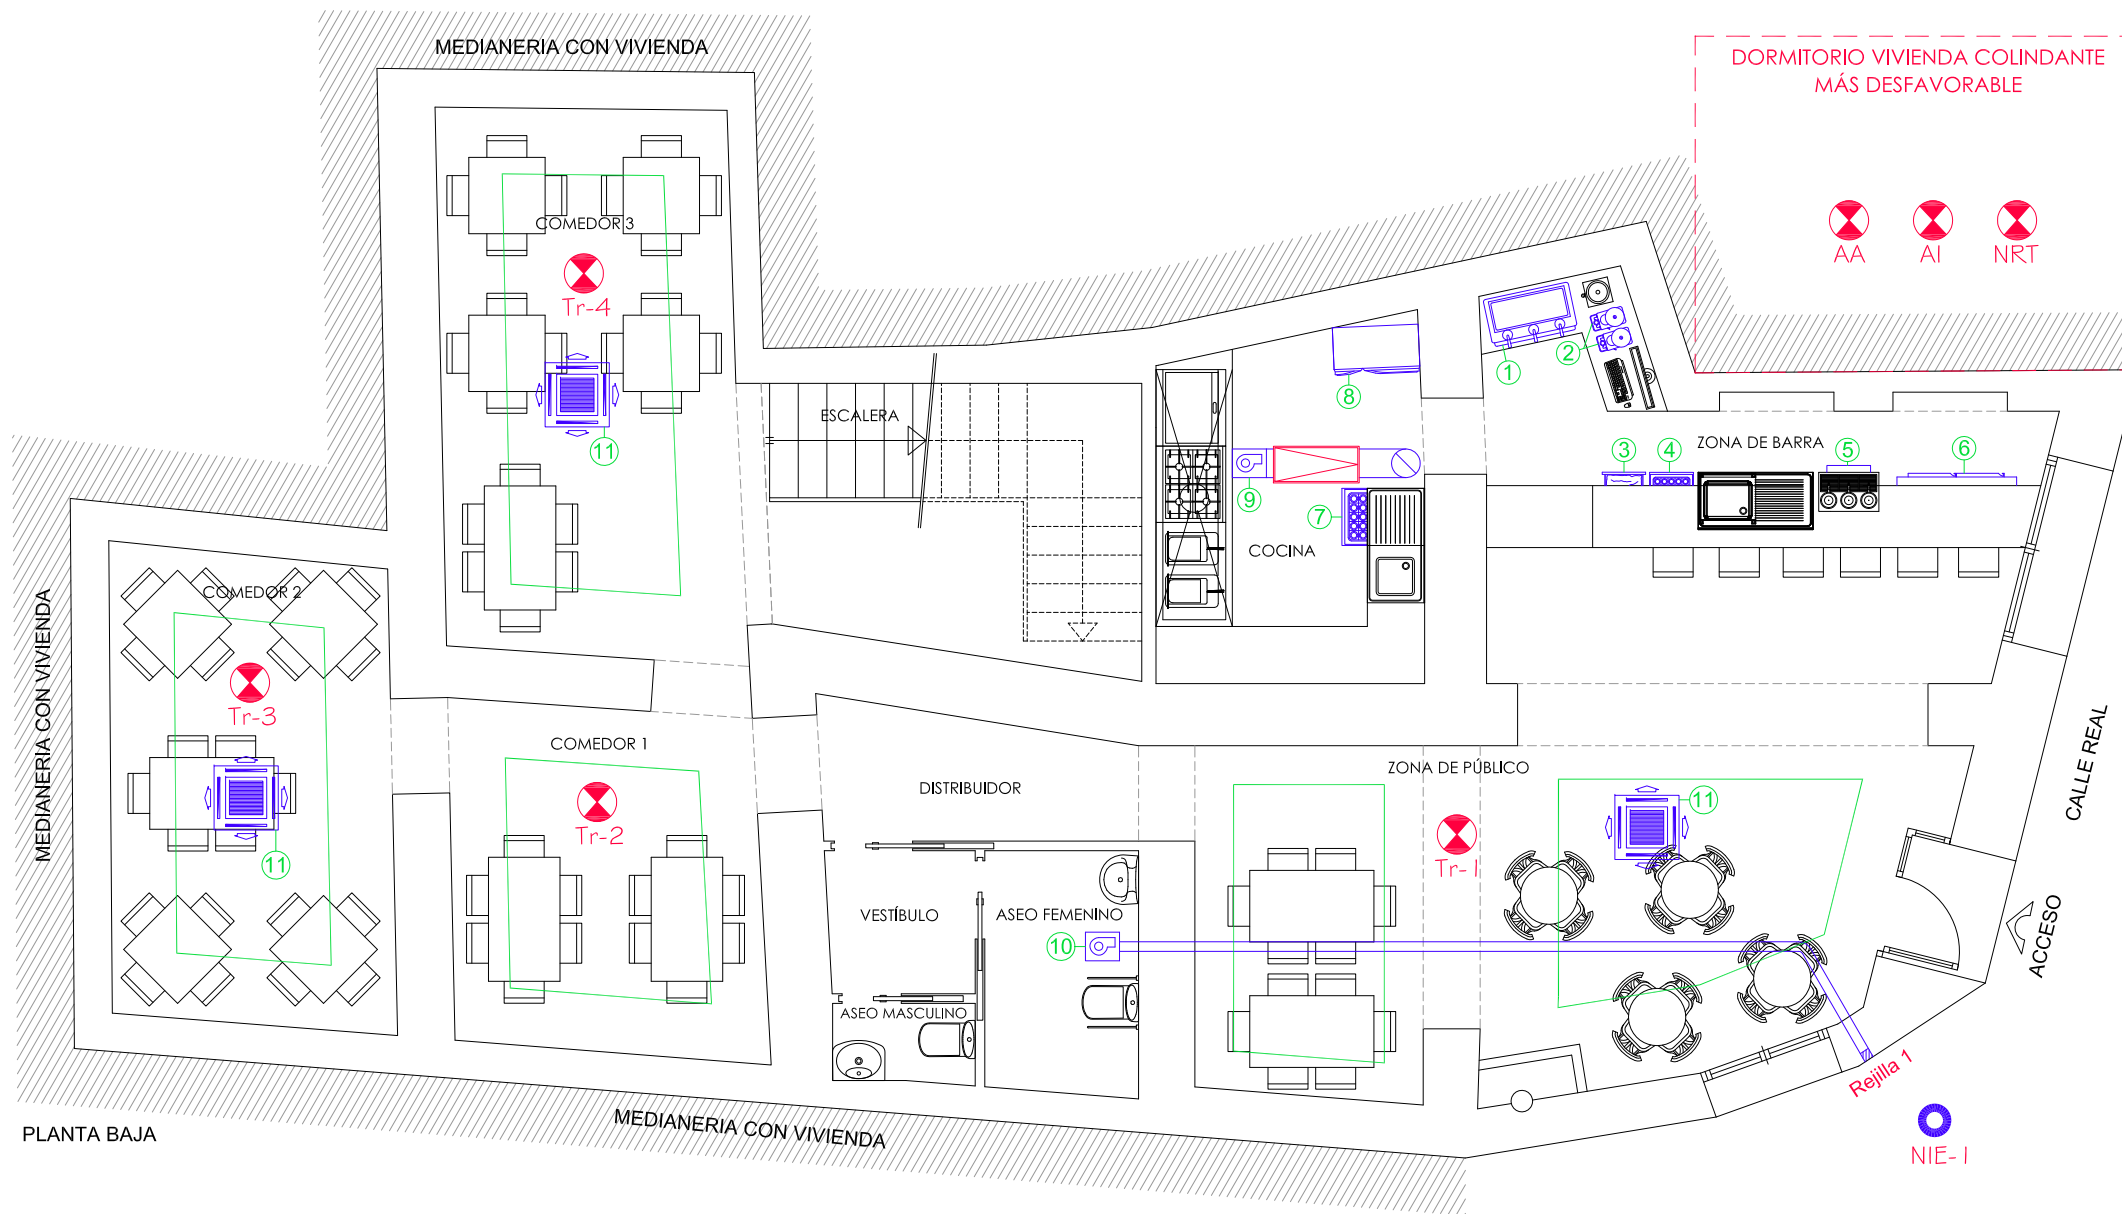 MEDIANERIA CON VIVIENDA
DORMITORIO VIVIENDA COLINDANTE
MÁS DESFAVORABLE
AA
AI
NRT
COMEDOR 3
Tr-4
11
ESCALERA
1
2
8
ZONA DE BARRA
3
4
5
6
9
7
COCINA
MEDIANERIA CON VIVIENDA
COMEDOR 2
Tr-3
11
COMEDOR 1
Tr-2
DISTRIBUIDOR
ZONA DE PÚBLICO
11
Tr-1
CALLE REAL
VESTÍBULO
ASEO FEMENINO
10
ACCESO
ASEO MASCULINO
Rejilla 1
MEDIANERIA CON VIVIENDA
PLANTA BAJA
NIE-1